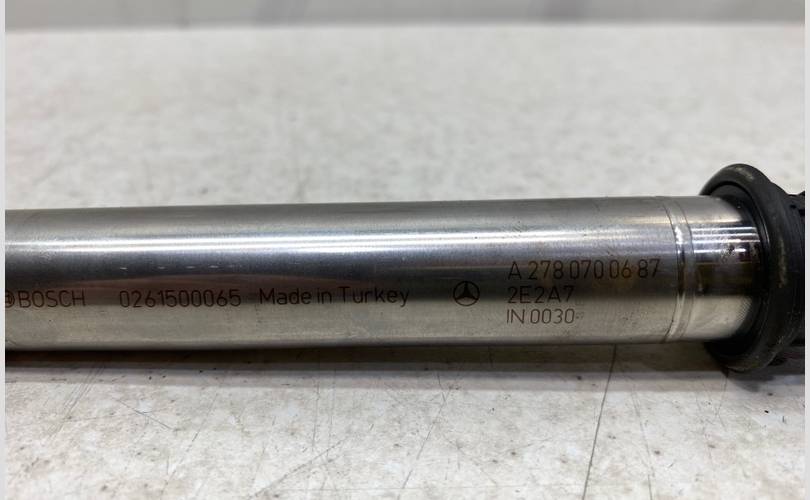 BOSCH 0261500065 Made in Turkey
A 278 070 06 87
2E2A7
IN 0030